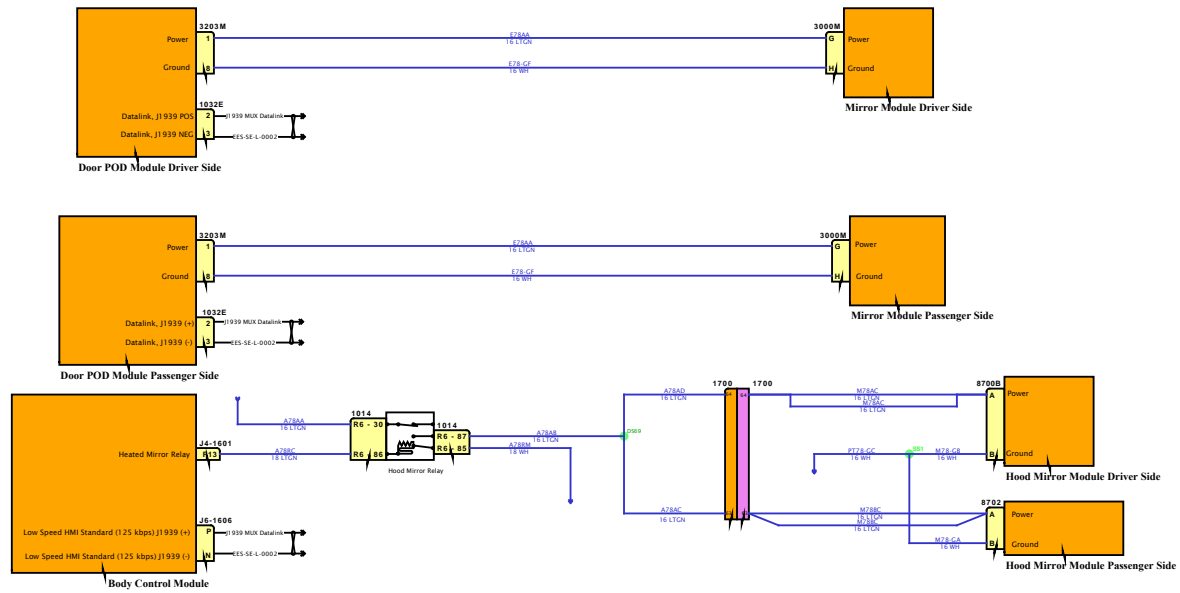 3203M
Power 1
E78AA
16 LTGN
3000M
G Power
Ground 8
E78-GF
16 WH
H Ground
Mirror Module Driver Side
1032E
Datalink, J1939 POS 2 J1939 MUX Datalink
Datalink, J1939 NEG 3 EES-SE-L-0002
Door POD Module Driver Side
3203M
Power 1
E78AA
16 LTGN
3000M
G Power
Ground 8
E78-GF
16 WH
H Ground
Mirror Module Passenger Side
1032E
Datalink, J1939 (+) 2 J1939 MUX Datalink
Datalink, J1939 (-) 3 EES-SE-L-0002
Door POD Module Passenger Side
A78AA
16 LTGN
1014
R6 - 30
1014
R6 - 87
A78AB
16 LTGN
DS69
J4-1601
Heated Mirror Relay
A78RC
18 LTGN
R6 - 86
R6 - 85
A78RM
18 WH
Hood Mirror Relay
A78AD
16 LTGN
1700 1700
M78AC
16 LTGN
M78AC
16 LTGN
8700B
A Power
PT78-GC
16 WH
SS1
M78-GB
16 WH
B Ground
Hood Mirror Module Driver Side
A78AC
16 LTGN
M788C
16 LTGN
M788C
16 LTGN
8702
A Power
M78-GA
16 WH
B Ground
Hood Mirror Module Passenger Side
J6-1606
Low Speed HMI Standard (125 kbps) J1939 (+) P J1939 MUX Datalink
Low Speed HMI Standard (125 kbps) J1939 (-) N EES-SE-L-0002
Body Control Module